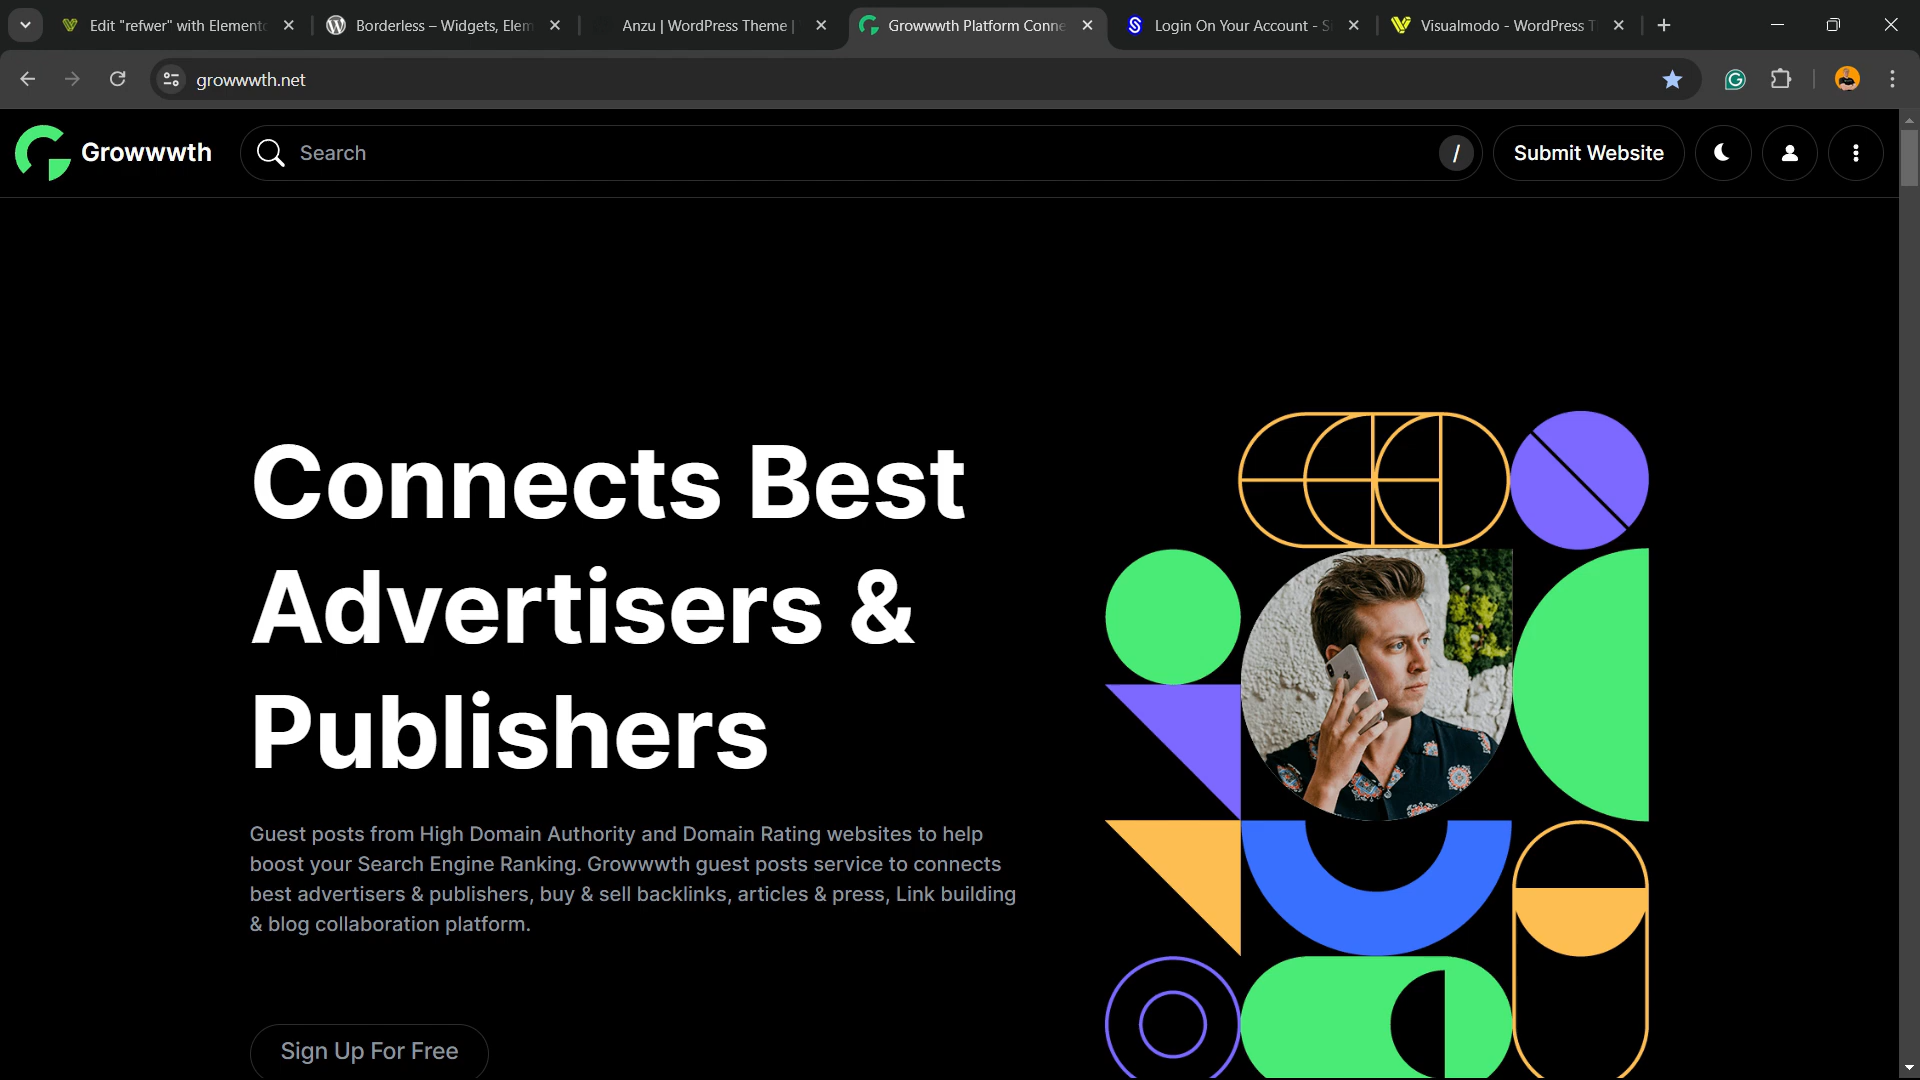 Edit "refwer" with Elemento
Borderless – Widgets, Elem
Anzu | WordPress Theme |
Growwwth Platform Conne
Login On Your Account - S
Visualmodo - WordPress T
growwwth.net
Growwwth
Search
/
Submit Website
Connects Best
Advertisers &
Publishers
Guest posts from High Domain Authority and Domain Rating websites to help
boost your Search Engine Ranking. Growwwth guest posts service to connects
best advertisers & publishers, buy & sell backlinks, articles & press, Link building
& blog collaboration platform.
Sign Up For Free